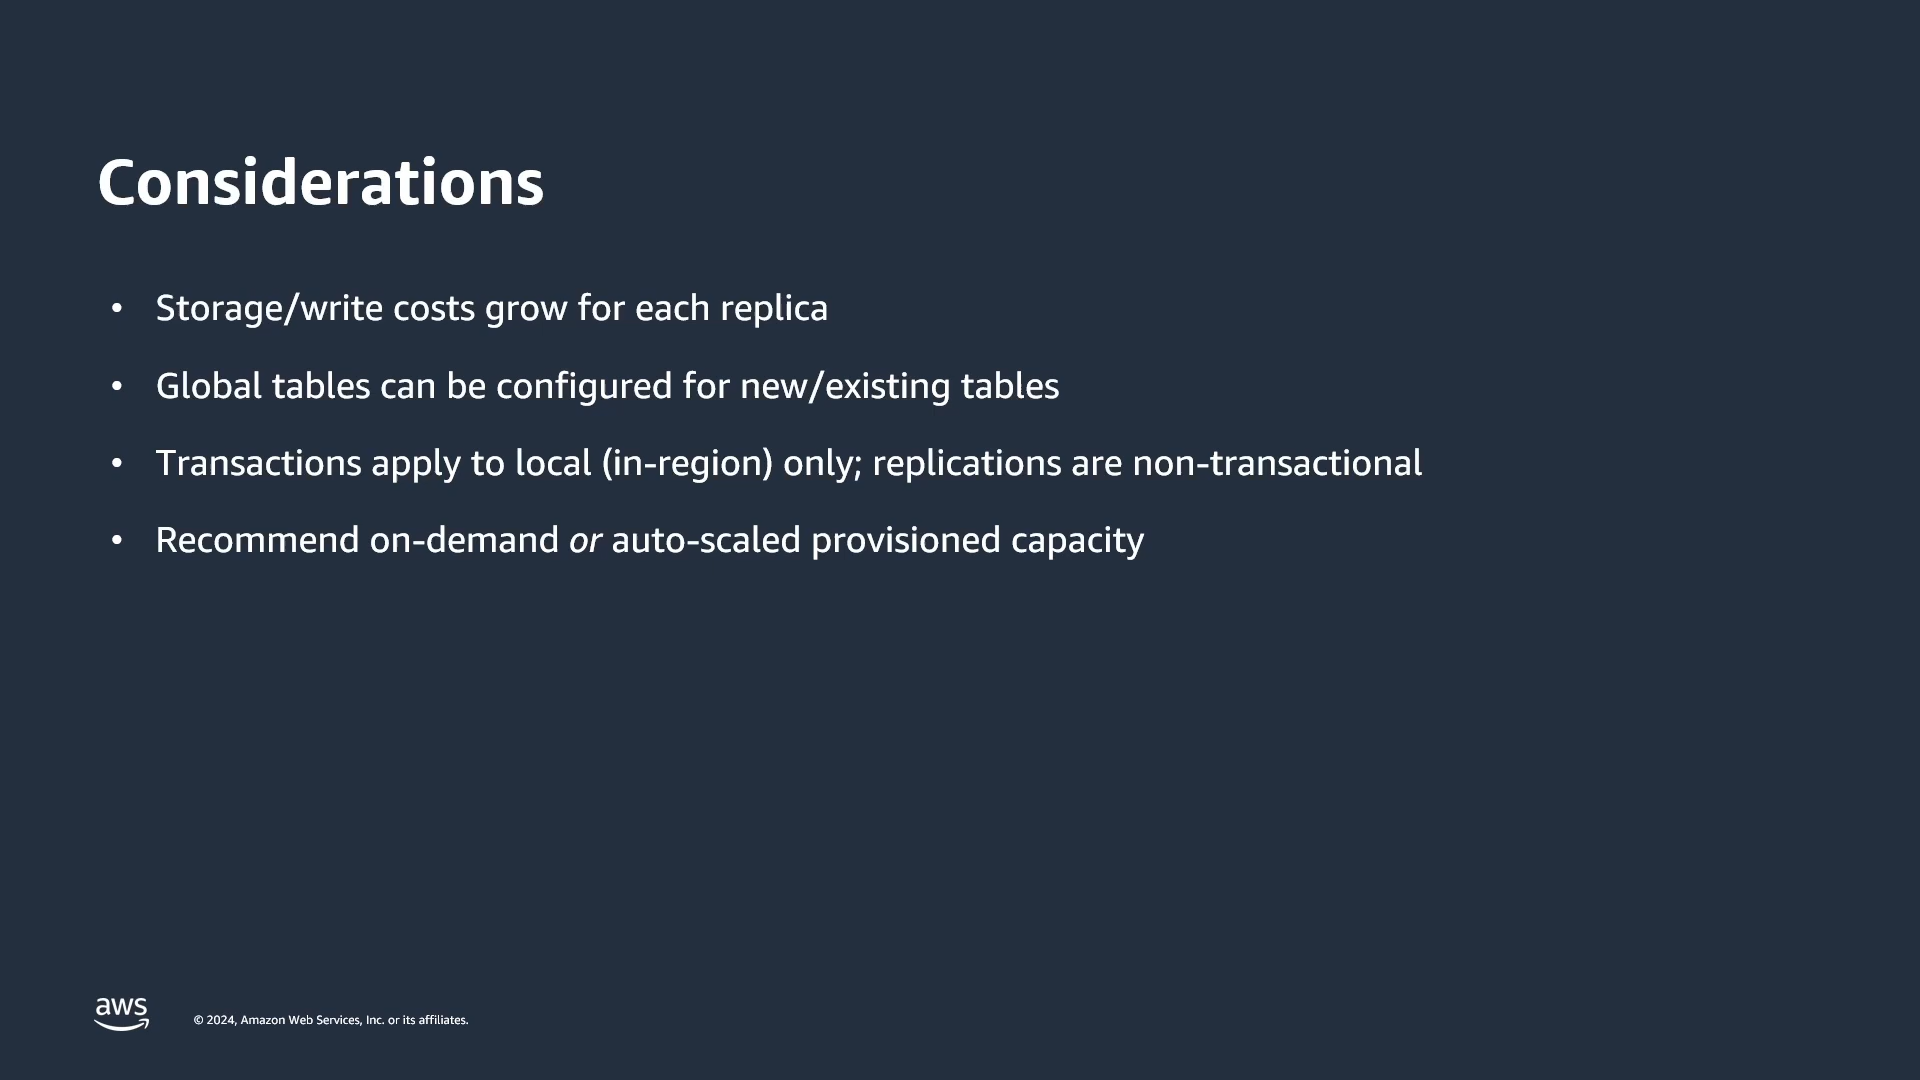 Considerations
• Storage/write costs grow for each replica
• Global tables can be configured for new/existing tables
• Transactions apply to local (in-region) only; replications are non-transactional
• Recommend on-demand or auto-scaled provisioned capacity
aws
© 2024, Amazon Web Services, Inc. or its affiliates.